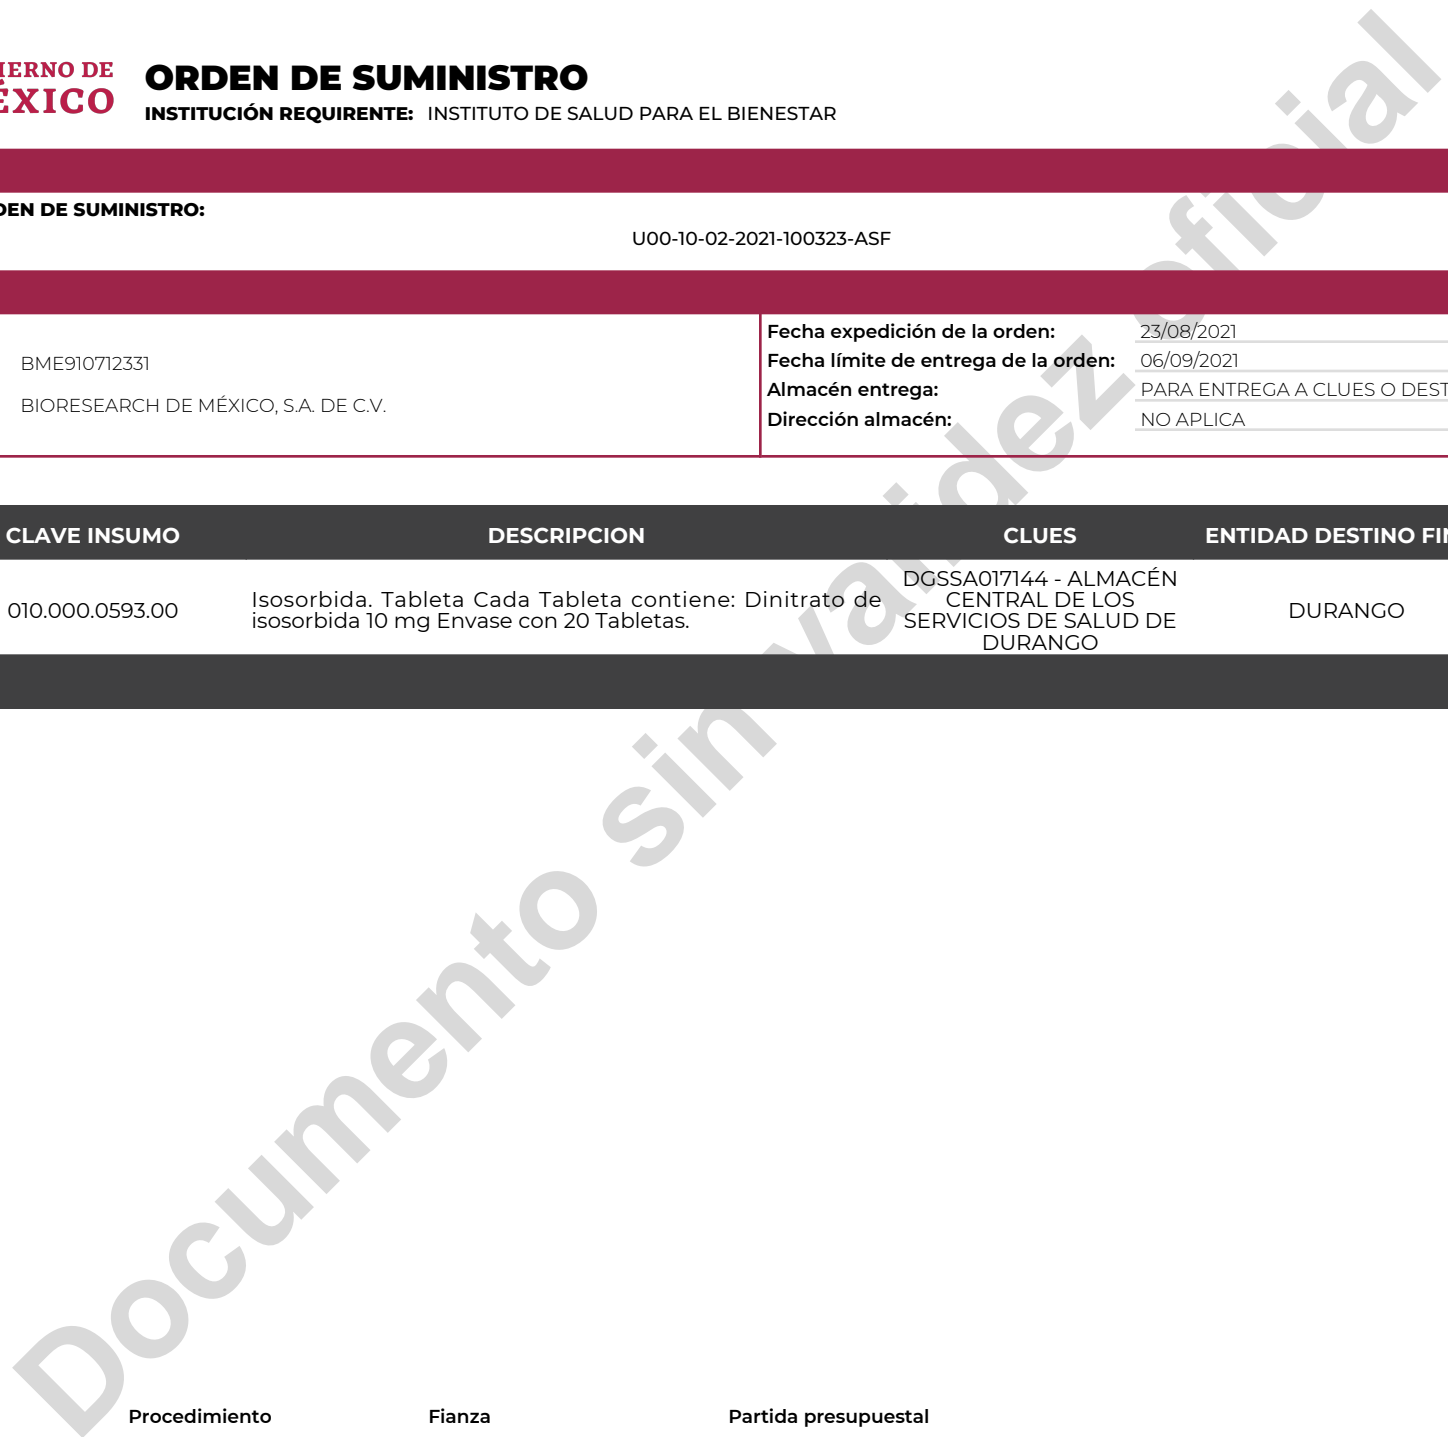 IERNO DE
ÉXICO
ORDEN DE SUMINISTRO
INSTITUCIÓN REQUIRENTE: INSTITUTO DE SALUD PARA EL BIENESTAR
DEN DE SUMINISTRO:
U00-10-02-2021-100323-ASF
BME910712331
BIORESEARCH DE MÉXICO, S.A. DE C.V.
Fecha expedición de la orden: 23/08/2021
Fecha límite de entrega de la orden: 06/09/2021
Almacén entrega: PARA ENTREGA A CLUES O DEST
Dirección almacén: NO APLICA
CLAVE INSUMO DESCRIPCION CLUES ENTIDAD DESTINO FIN
010.000.0593.00
Isosorbida. Tableta Cada Tableta contiene: Dinitrato de
isosorbida 10 mg Envase con 20 Tabletas.
DGSSA017144 - ALMACÉN
CENTRAL DE LOS
SERVICIOS DE SALUD DE
DURANGO
DURANGO
Documento sin validez oficial
Procedimiento Fianza Partida presupuestal